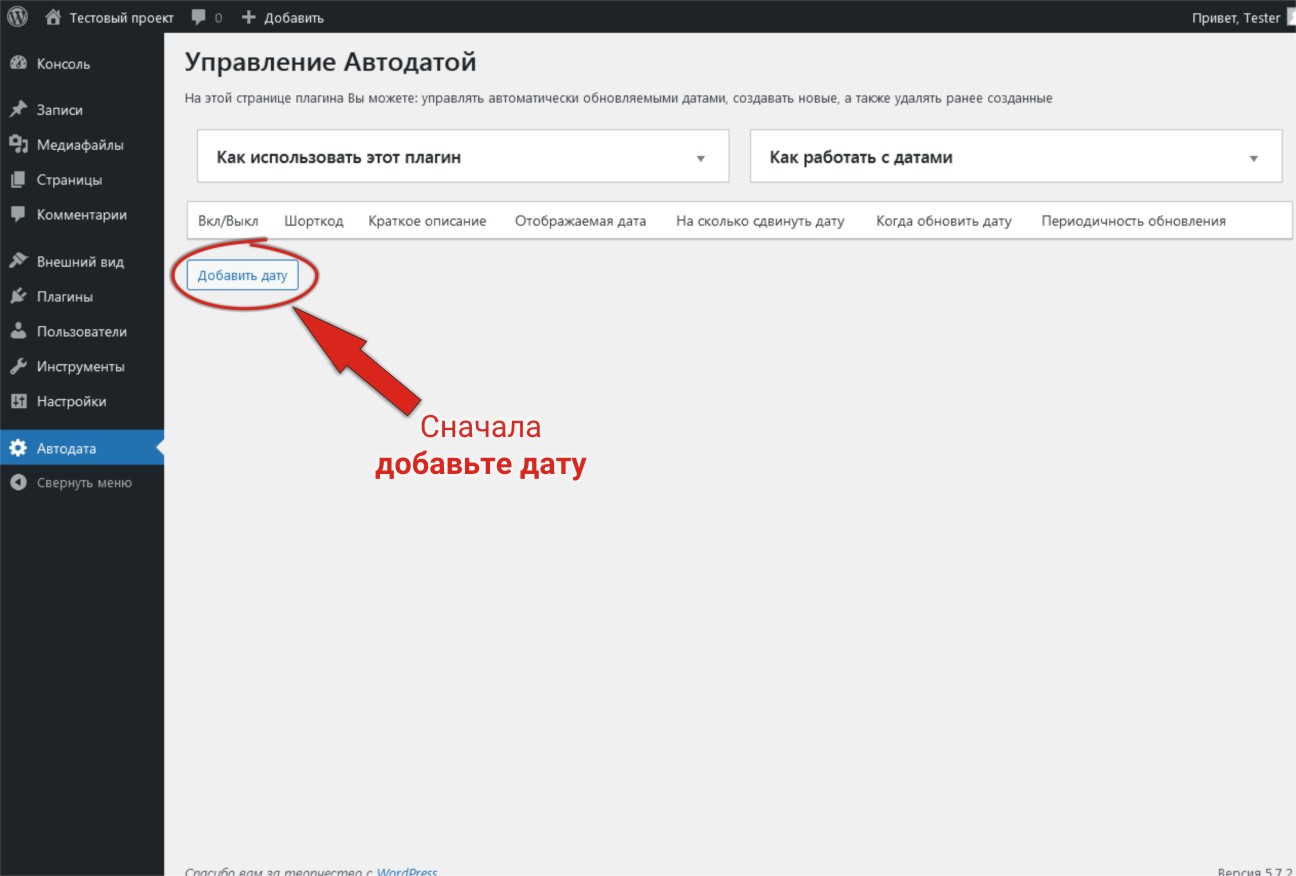 Тестовый проект 0 Добавить Привет, Tester
Консоль
Записи
Медиафайлы
Страницы
Комментарии
Внешний вид
Плагины
Пользователи
Инструменты
Настройки
Автодата
Свернуть меню
Управление Автодатой
На этой странице плагина Вы можете: управлять автоматически обновляемыми датами, создавать новые, а также удалять ранее созданные
Как использовать этот плагин
Как работать с датами
Вкл/Выкл Шорткод Краткое описание Отображаемая дата На сколько сдвинуть дату Когда обновить дату Периодичность обновления
Добавить дату
Сначала
добавьте дату
Спасибо вам за творчество с WordPress
Версия 5.7.2